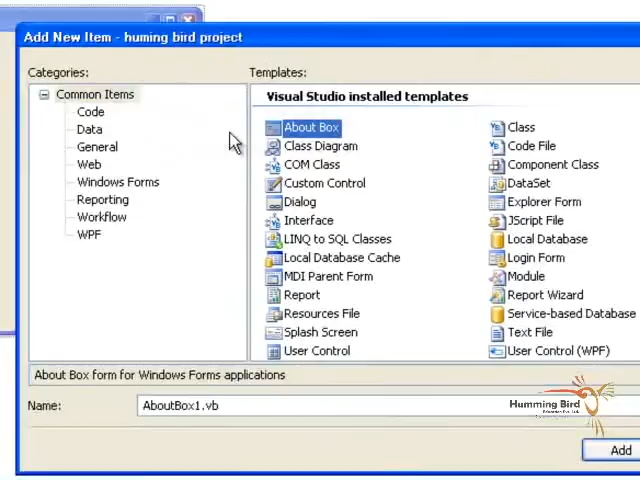 Add New Item - huming bird project
Categories:
Templates:
Common Items
Code
Data
General
Web
Windows Forms
Reporting
Workflow
WPF
Visual Studio installed templates
About Box
Class Diagram
COM Class
Custom Control
Dialog
Interface
LINQ to SQL Classes
Local Database Cache
MDI Parent Form
Report
Resources File
Splash Screen
User Control
Class
Code File
Component Class
DataSet
Explorer Form
JScript File
Local Database
Login Form
Module
Report Wizard
Service-based Database
Text File
User Control (WPF)
About Box form for Windows Forms applications
Name:
AboutBox1.vb
Humming Bird
Add